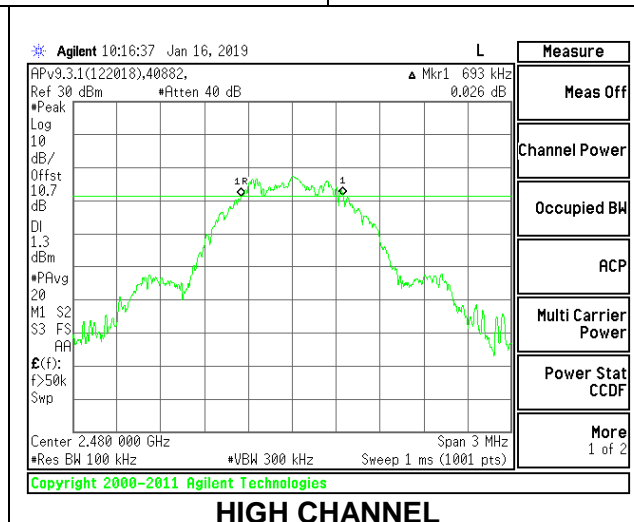 Agilent 10:16:37 Jan 16, 2019 L
Measure
APv9.3.1(122018),40882, Δ Mkr1 693 kHz
Ref 30 dBm #Atten 40 dB 0.026 dB
Meas Off
#Peak
Log
10
dB/
Offst
10.7
dB
DI
1.3
dBm
#PAvg
20
M1 S2
S3 FS
AA
£(f):
f>50k
Swp
1R 1
Channel Power
Occupied BW
ACP
Multi Carrier
Power
Power Stat
CCDF
More
1 of 2
Center 2.480 000 GHz Span 3 MHz
#Res BW 100 kHz #VBW 300 kHz Sweep 1 ms (1001 pts)
Copyright 2000-2011 Agilent Technologies
HIGH CHANNEL